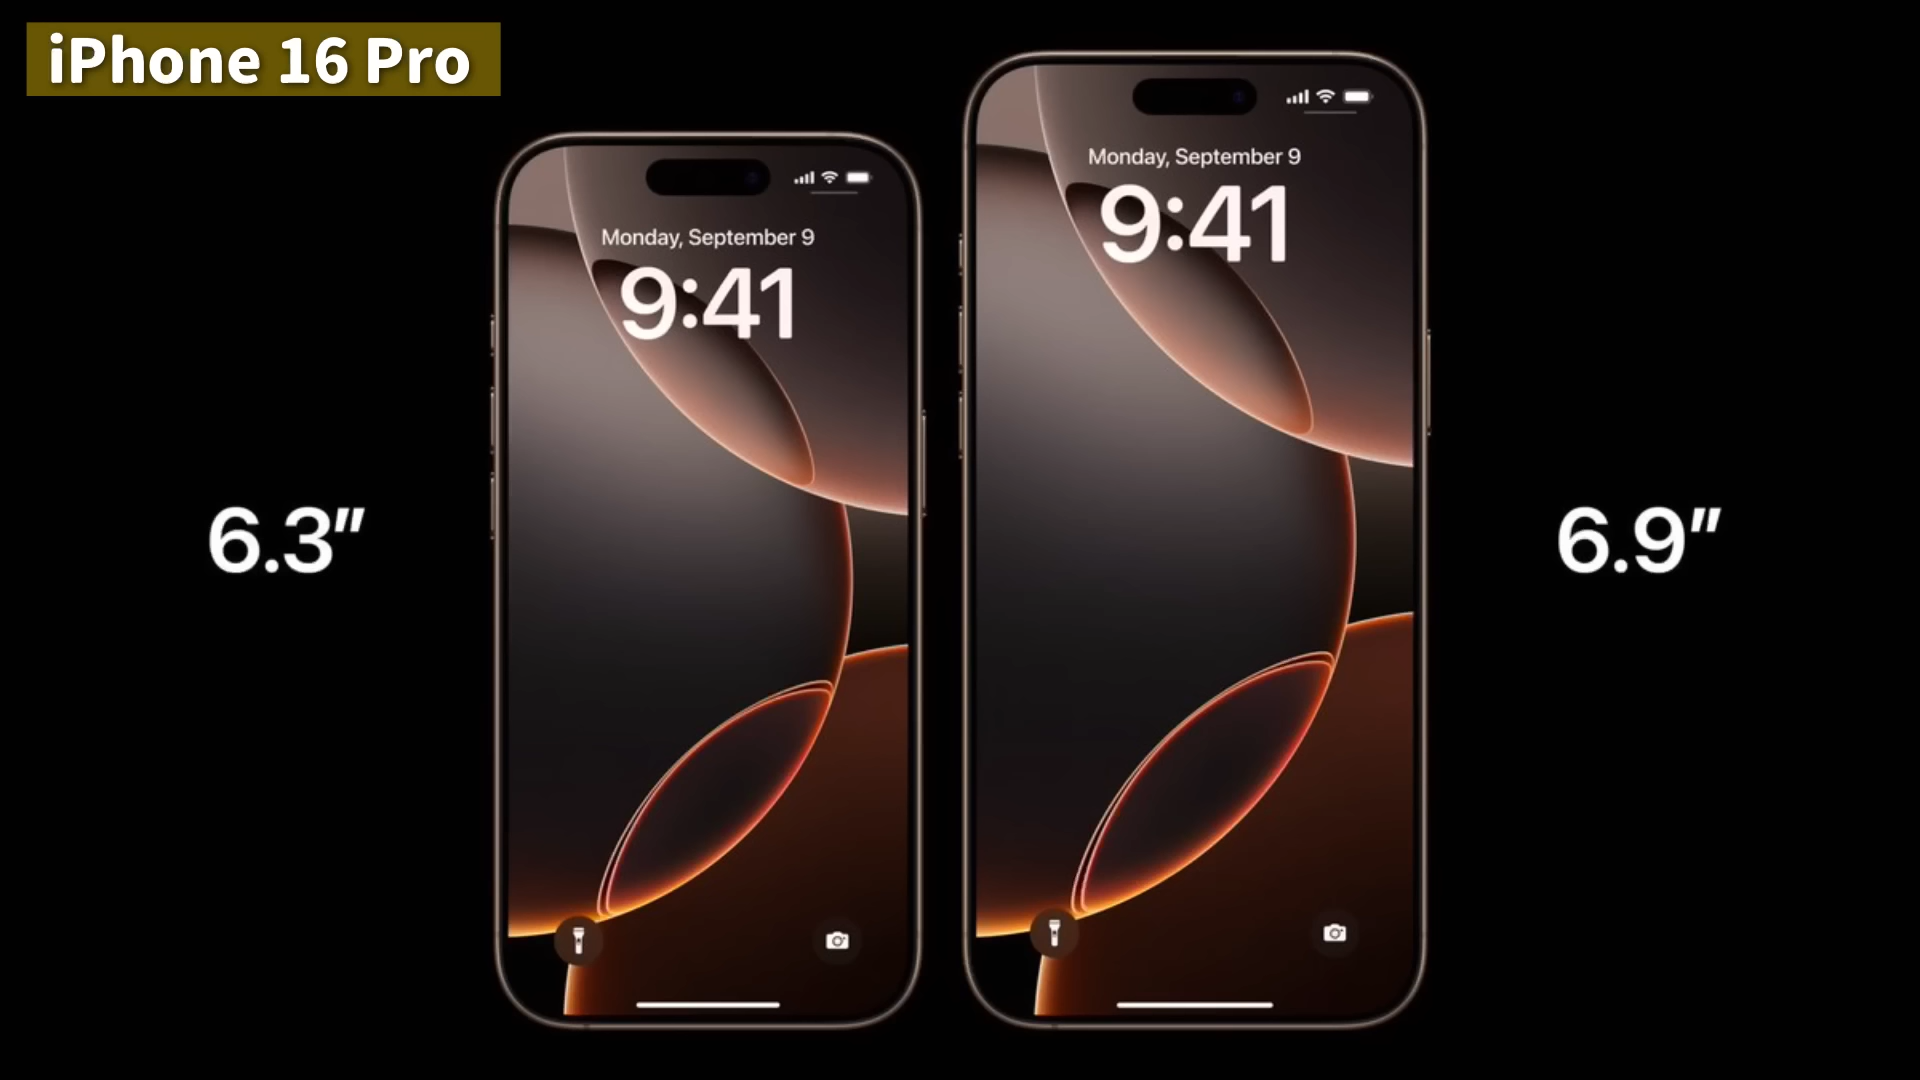 iPhone 16 Pro
Monday, September 9
9:41
Monday, September 9
9:41
6.3″
6.9″